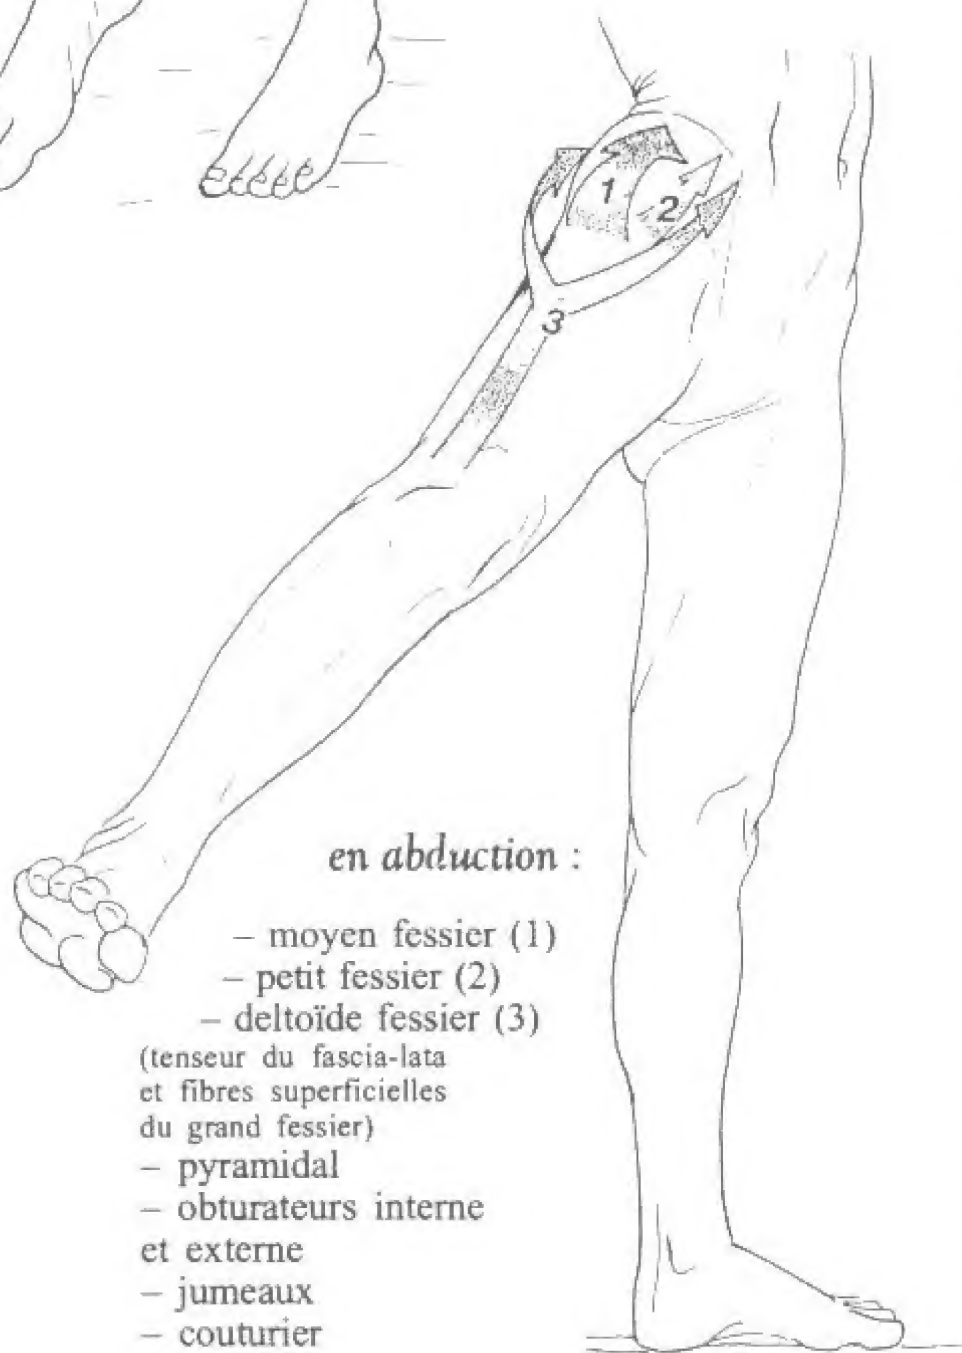 1
2
3
en abduction :
– moyen fessier (1)
– petit fessier (2)
– deltoïde fessier (3)
(tenseur du fascia-lata
et fibres superficielles
du grand fessier)
– pyramidal
– obturateurs interne
et externe
– jumeaux
– couturier